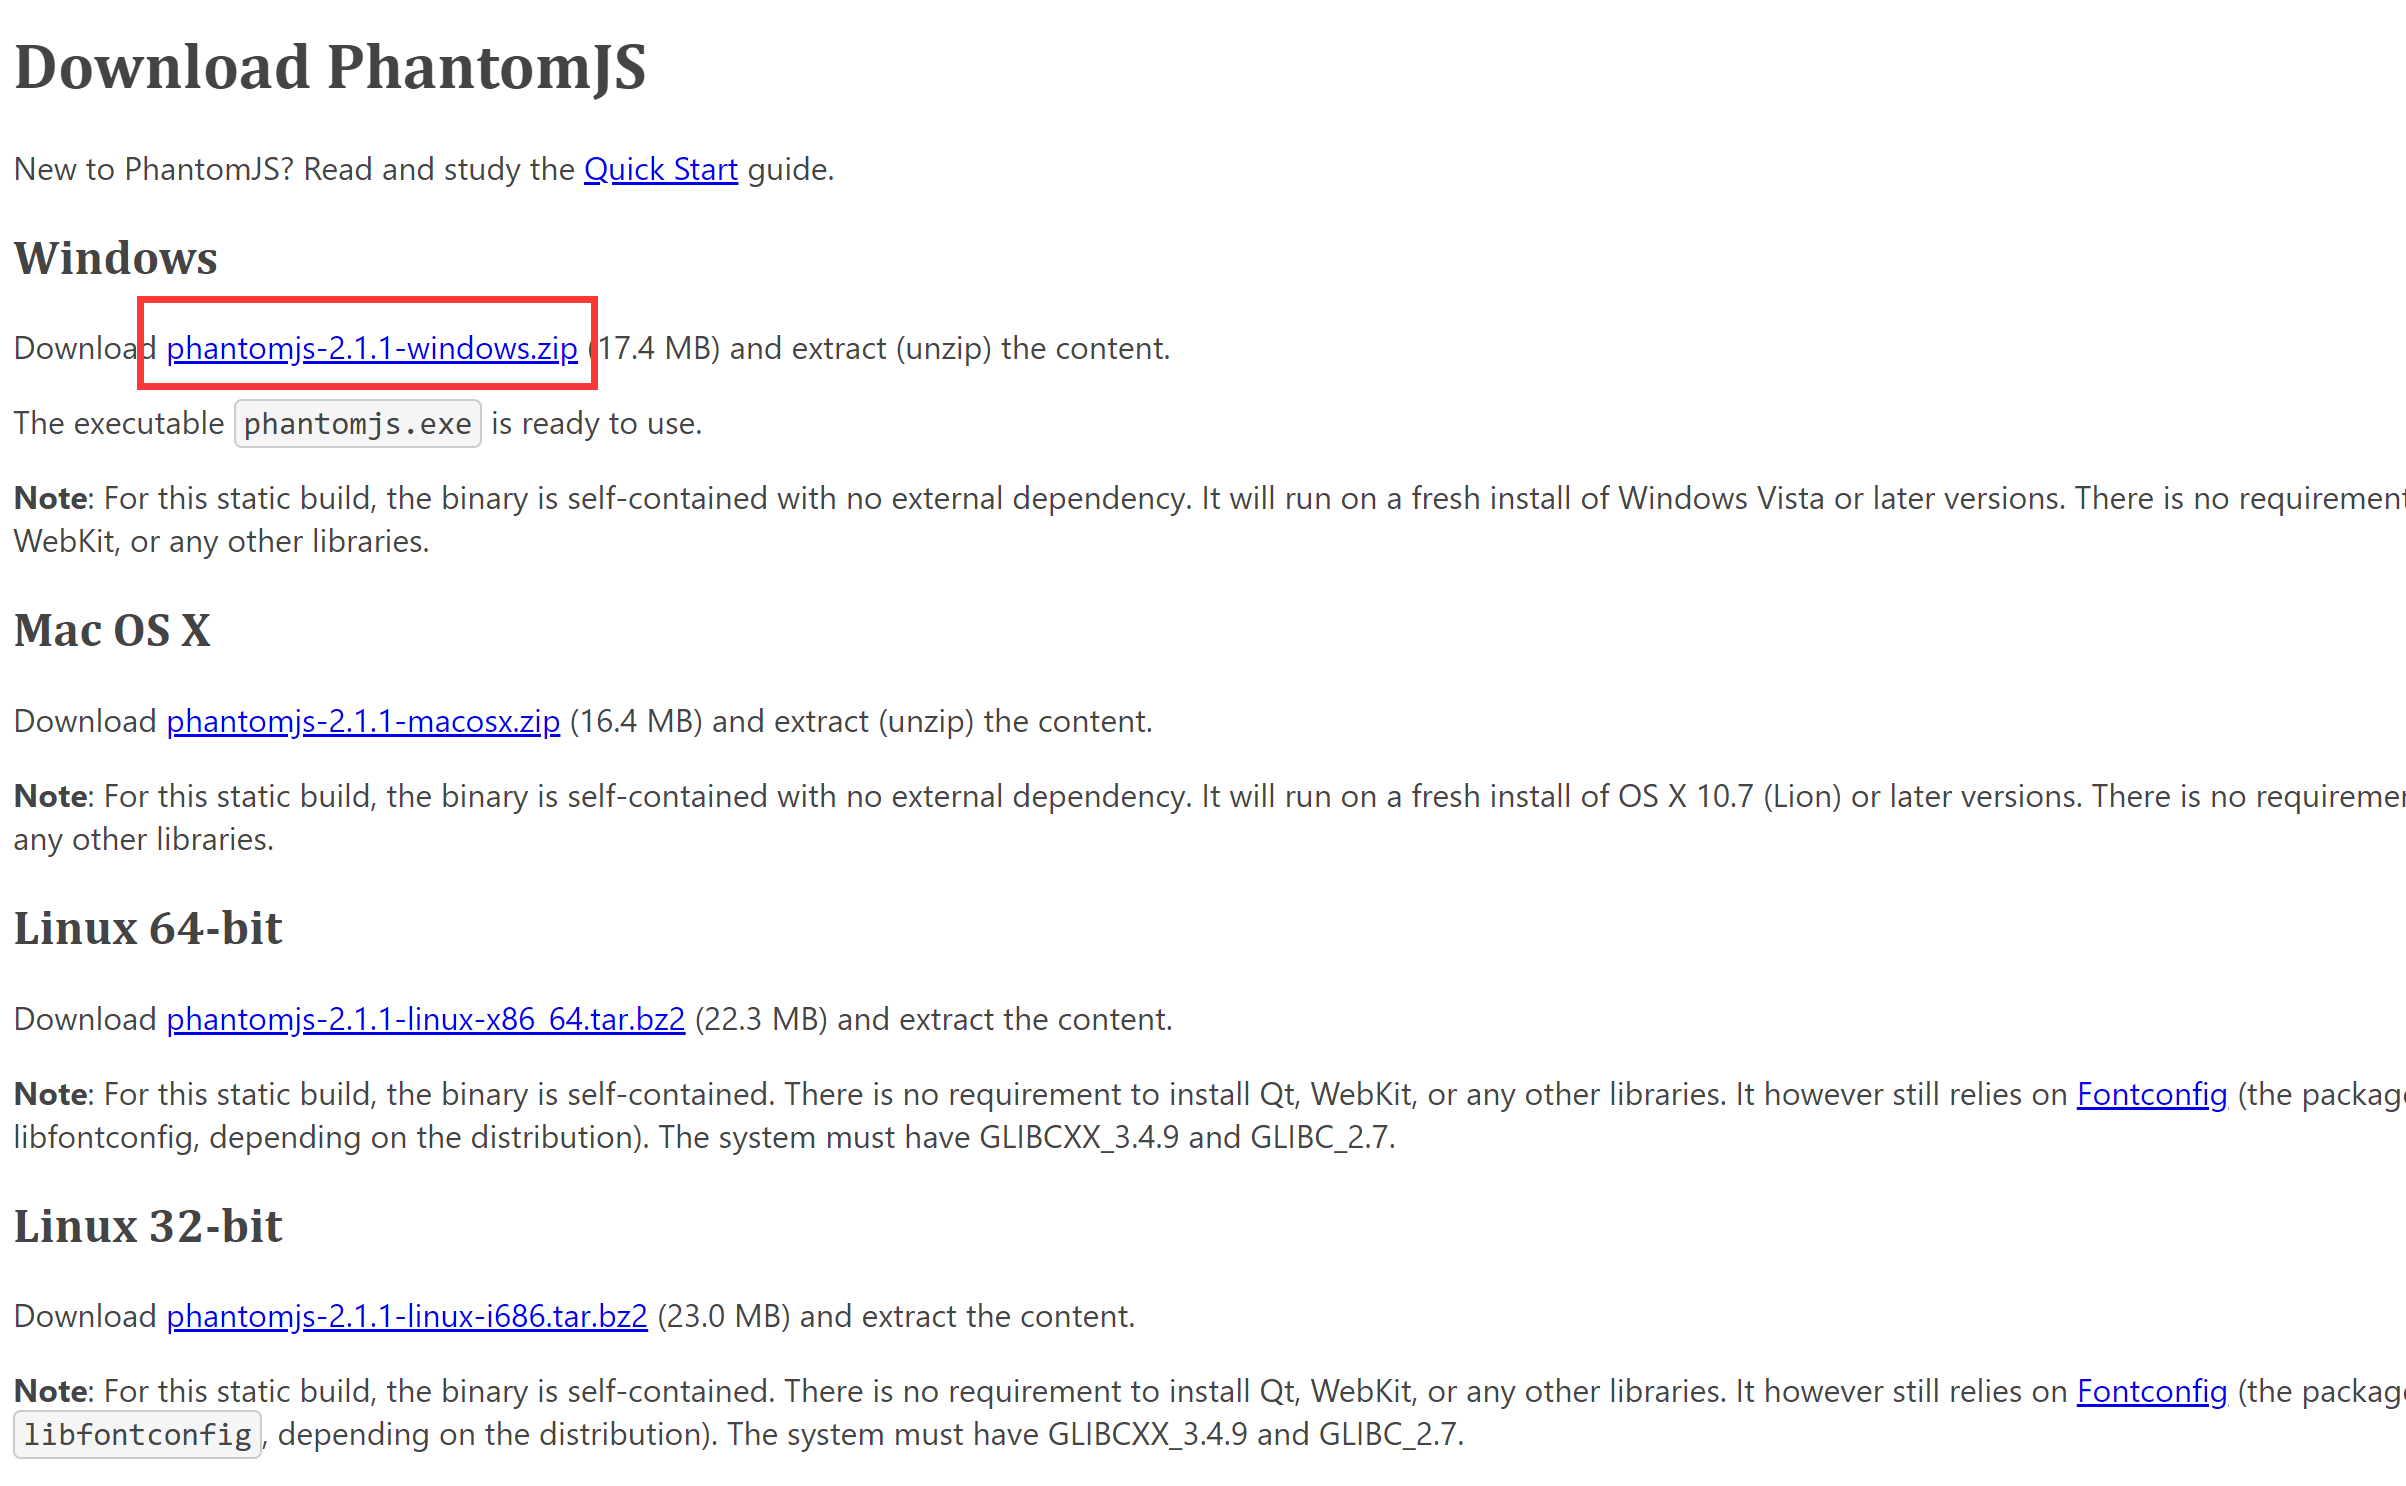 Download PhantomJS
New to PhantomJS? Read and study the Quick Start guide.
Windows
Download phantomjs-2.1.1-windows.zip (17.4 MB) and extract (unzip) the content.
The executable phantomjs.exe is ready to use.
Note: For this static build, the binary is self-contained with no external dependency. It will run on a fresh install of Windows Vista or later versions. There is no requirement
WebKit, or any other libraries.
Mac OS X
Download phantomjs-2.1.1-macosx.zip (16.4 MB) and extract (unzip) the content.
Note: For this static build, the binary is self-contained with no external dependency. It will run on a fresh install of OS X 10.7 (Lion) or later versions. There is no
any other libraries.
Linux 64-bit
Download phantomjs-2.1.1-linux-x86_64.tar.bz2 (22.3 MB) and extract the content.
Note: For this static build, the binary is self-contained. There is no requirement to install Qt, WebKit, or any other libraries. It however still relies on Fontconfig (the
libfontconfig, depending on the distribution). The system must have GLIBCXX_3.4.9 and GLIBC_2.7.
Linux 32-bit
Download phantomjs-2.1.1-linux-i686.tar.bz2 (23.0 MB) and extract the content.
Note: For this static build, the binary is self-contained. There is no requirement to install Qt, WebKit, or any other libraries. It however still relies on Fontconfig (the
libfontconfig, depending on the distribution). The system must have GLIBCXX_3.4.9 and GLIBC_2.7.